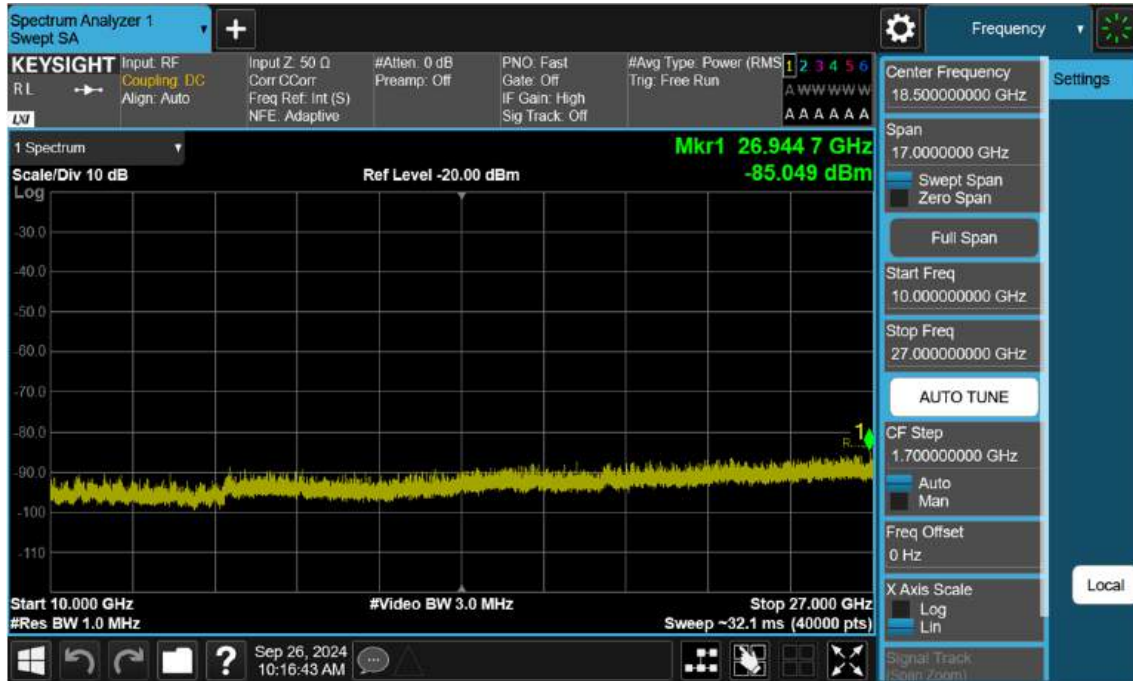 Spectrum Analyzer 1
Swept SA
Frequency
KEYSIGHT
R L
LXI
Input: RF
Coupling: DC
Align: Auto
Input Z: 50 Ω
Corr CCorr
Freq Ref: Int (S)
NFE: Adaptive
#Atten: 0 dB
Preamp: Off
PNO: Fast
Gate: Off
IF Gain: High
Sig Track: Off
#Avg Type: Power (RMS
Trig: Free Run
1 2 3 4 5 6
A W W W W W
A A A A A A
1 Spectrum
Scale/Div 10 dB
Ref Level -20.00 dBm
Mkr1 26.944 7 GHz
-85.049 dBm
Log
-30.0
-40.0
-50.0
-60.0
-70.0
-80.0
-90.0
-100
-110
1
Start 10.000 GHz
#Video BW 3.0 MHz
Stop 27.000 GHz
#Res BW 1.0 MHz
Sweep ~32.1 ms (40000 pts)
Center Frequency
18.500000000 GHz
Span
17.0000000 GHz
Swept Span
Zero Span
Full Span
Start Freq
10.000000000 GHz
Stop Freq
27.000000000 GHz
AUTO TUNE
CF Step
1.700000000 GHz
Auto
Man
Freq Offset
0 Hz
X Axis Scale
Log
Lin
Signal Track
(Span Zoom)
Settings
Local
?
Sep 26, 2024
10:16:43 AM